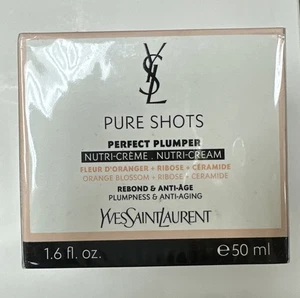 YSL
PURE SHOTS
PERFECT PLUMPER
NUTRI-CRÈME . NUTRI-CREAM
FLEUR D'ORANGER + RIBOSE + CÉRAMIDE
ORANGE BLOSSOM + RIBOSE + CERAMIDE
REBOND & ANTI-ÂGE
PLUMPNESS & ANTI-AGING
YVESSAINTLAURENT
1.6 fl. oz. ℮50 ml